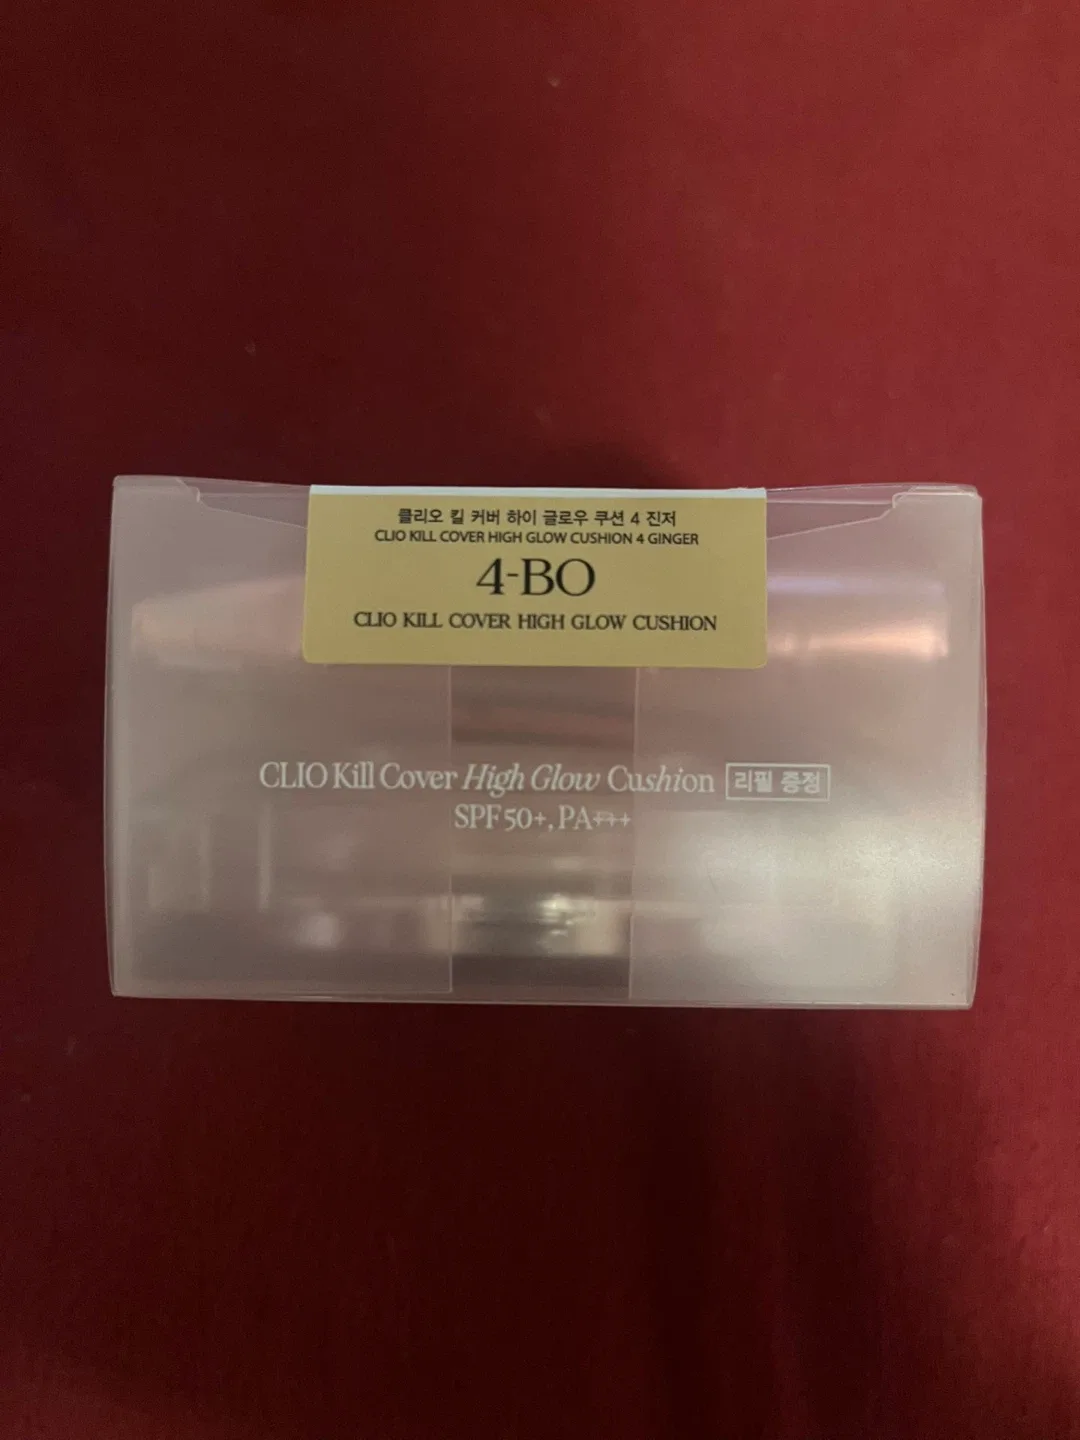 클리오 킬 커버 하이 글로우 쿠션 4 진저
CLIO KILL COVER HIGH GLOW CUSHION 4 GINGER
4-BO
CLIO KILL COVER HIGH GLOW CUSHION
CLIO Kill Cover High Glow Cushion 리필 증정
SPF 50+, PA+++